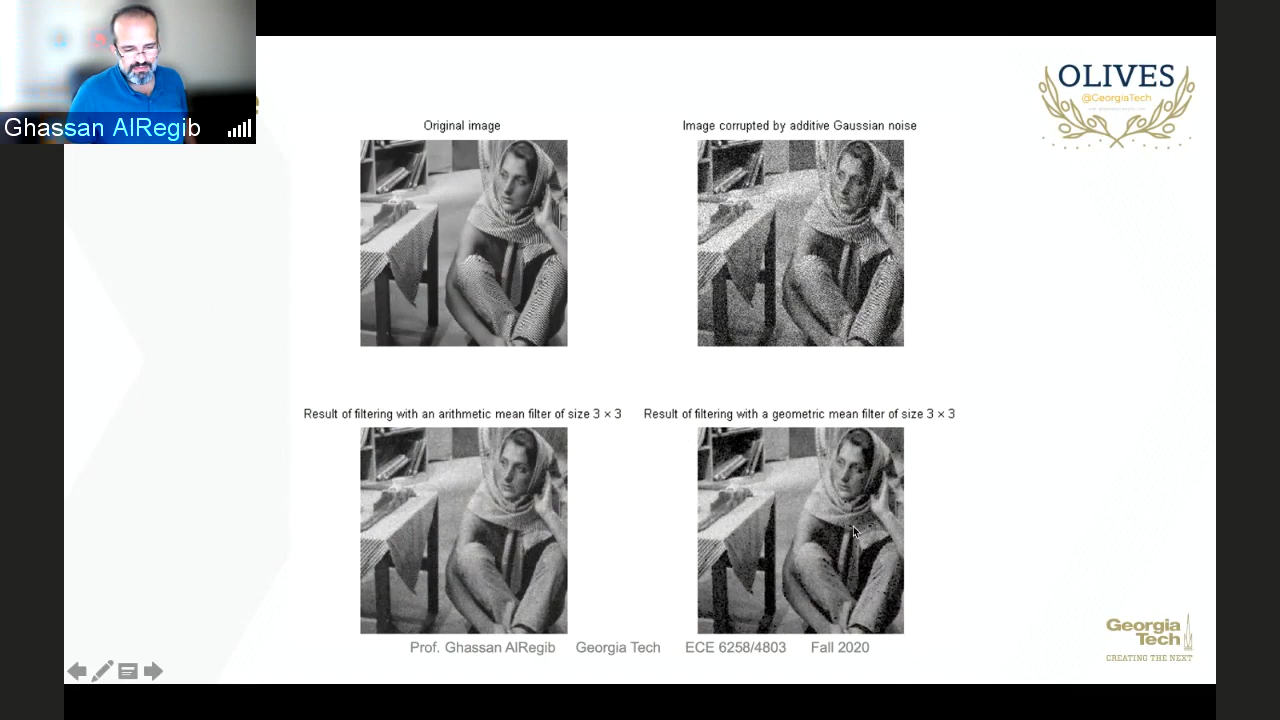 Ghassan AlRegib
OLIVES
@GeorgiaTech
Original image
Image corrupted by additive Gaussian noise
Result of filtering with an arithmetic mean filter of size 3 × 3
Result of filtering with a geometric mean filter of size 3 × 3
Prof. Ghassan AlRegib Georgia Tech ECE 6258/4803 Fall 2020
Georgia
Tech
CREATING THE NEXT